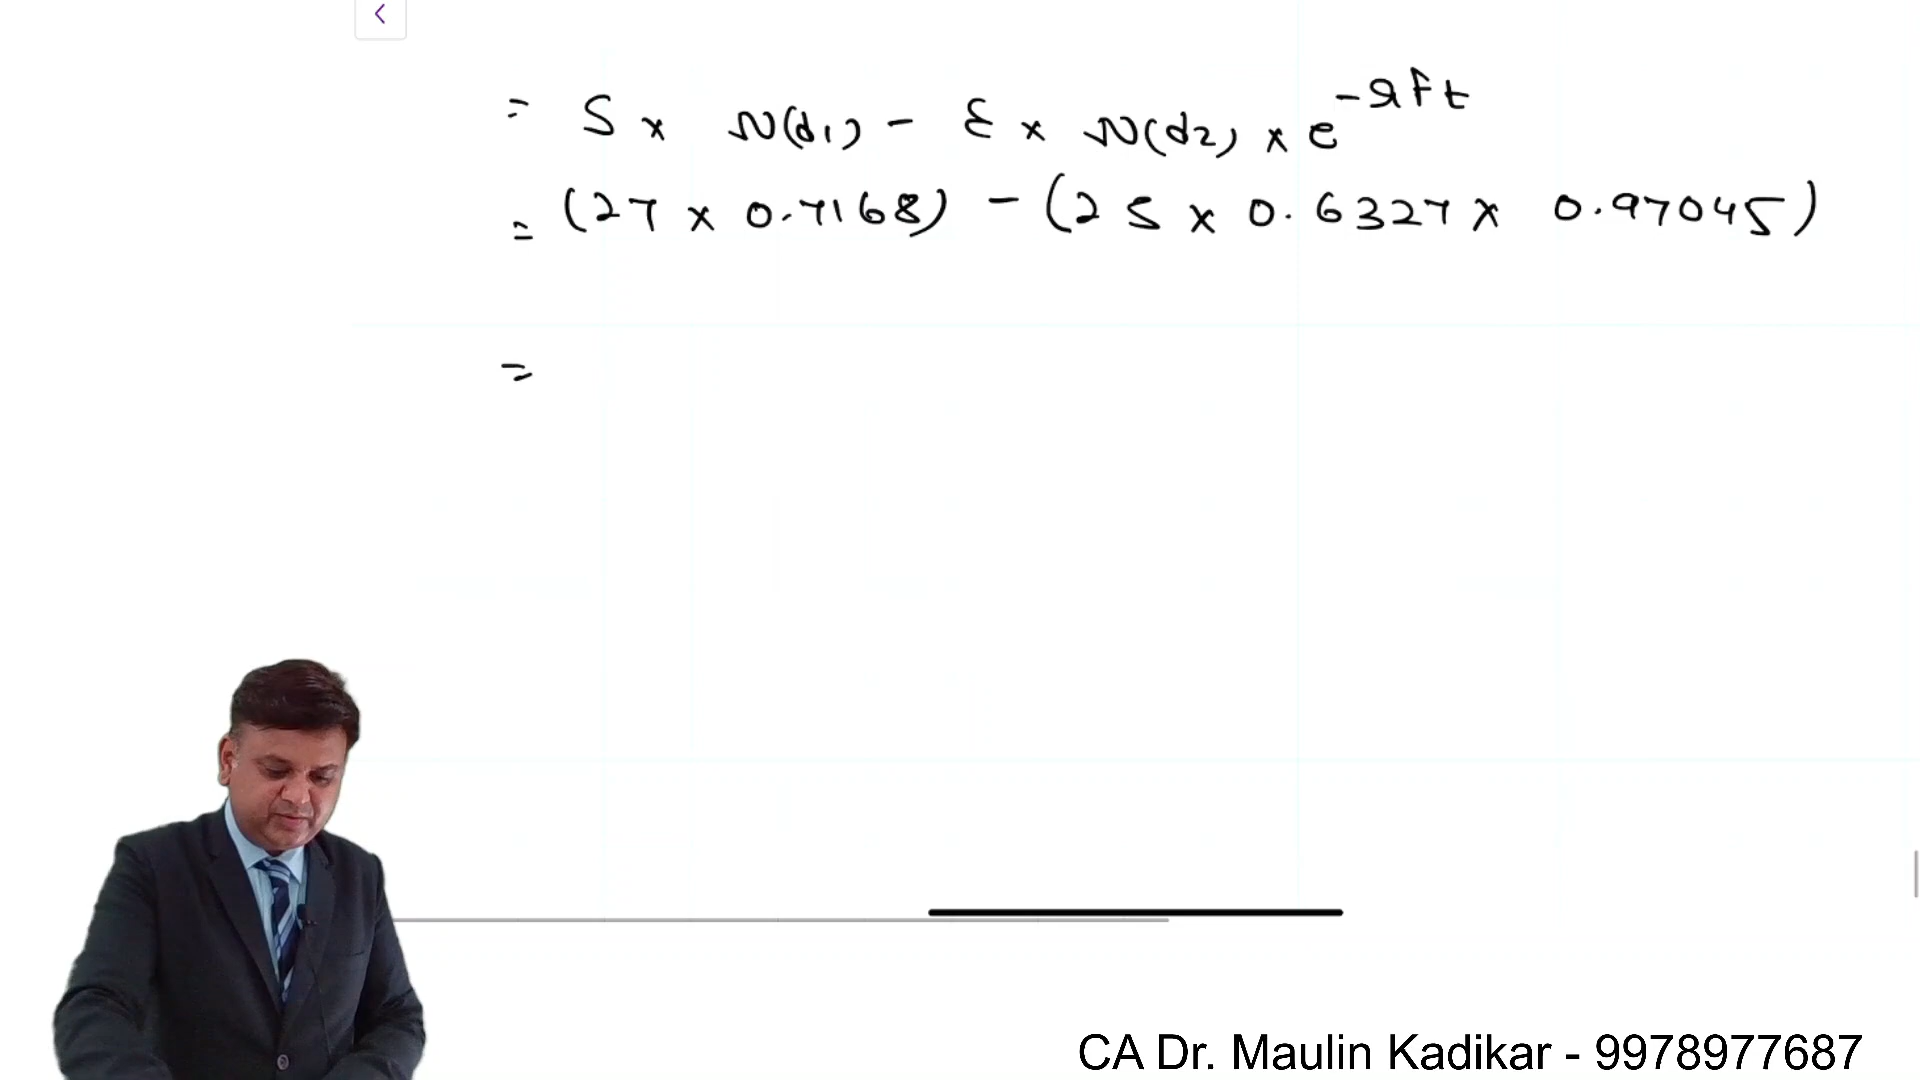 = S x N(d1) - E x N(d2) x e^-rft
= (27 x 0.7168) - (25 x 0.6327 x 0.97045)
=
CA Dr. Maulin Kadikar - 9978977687